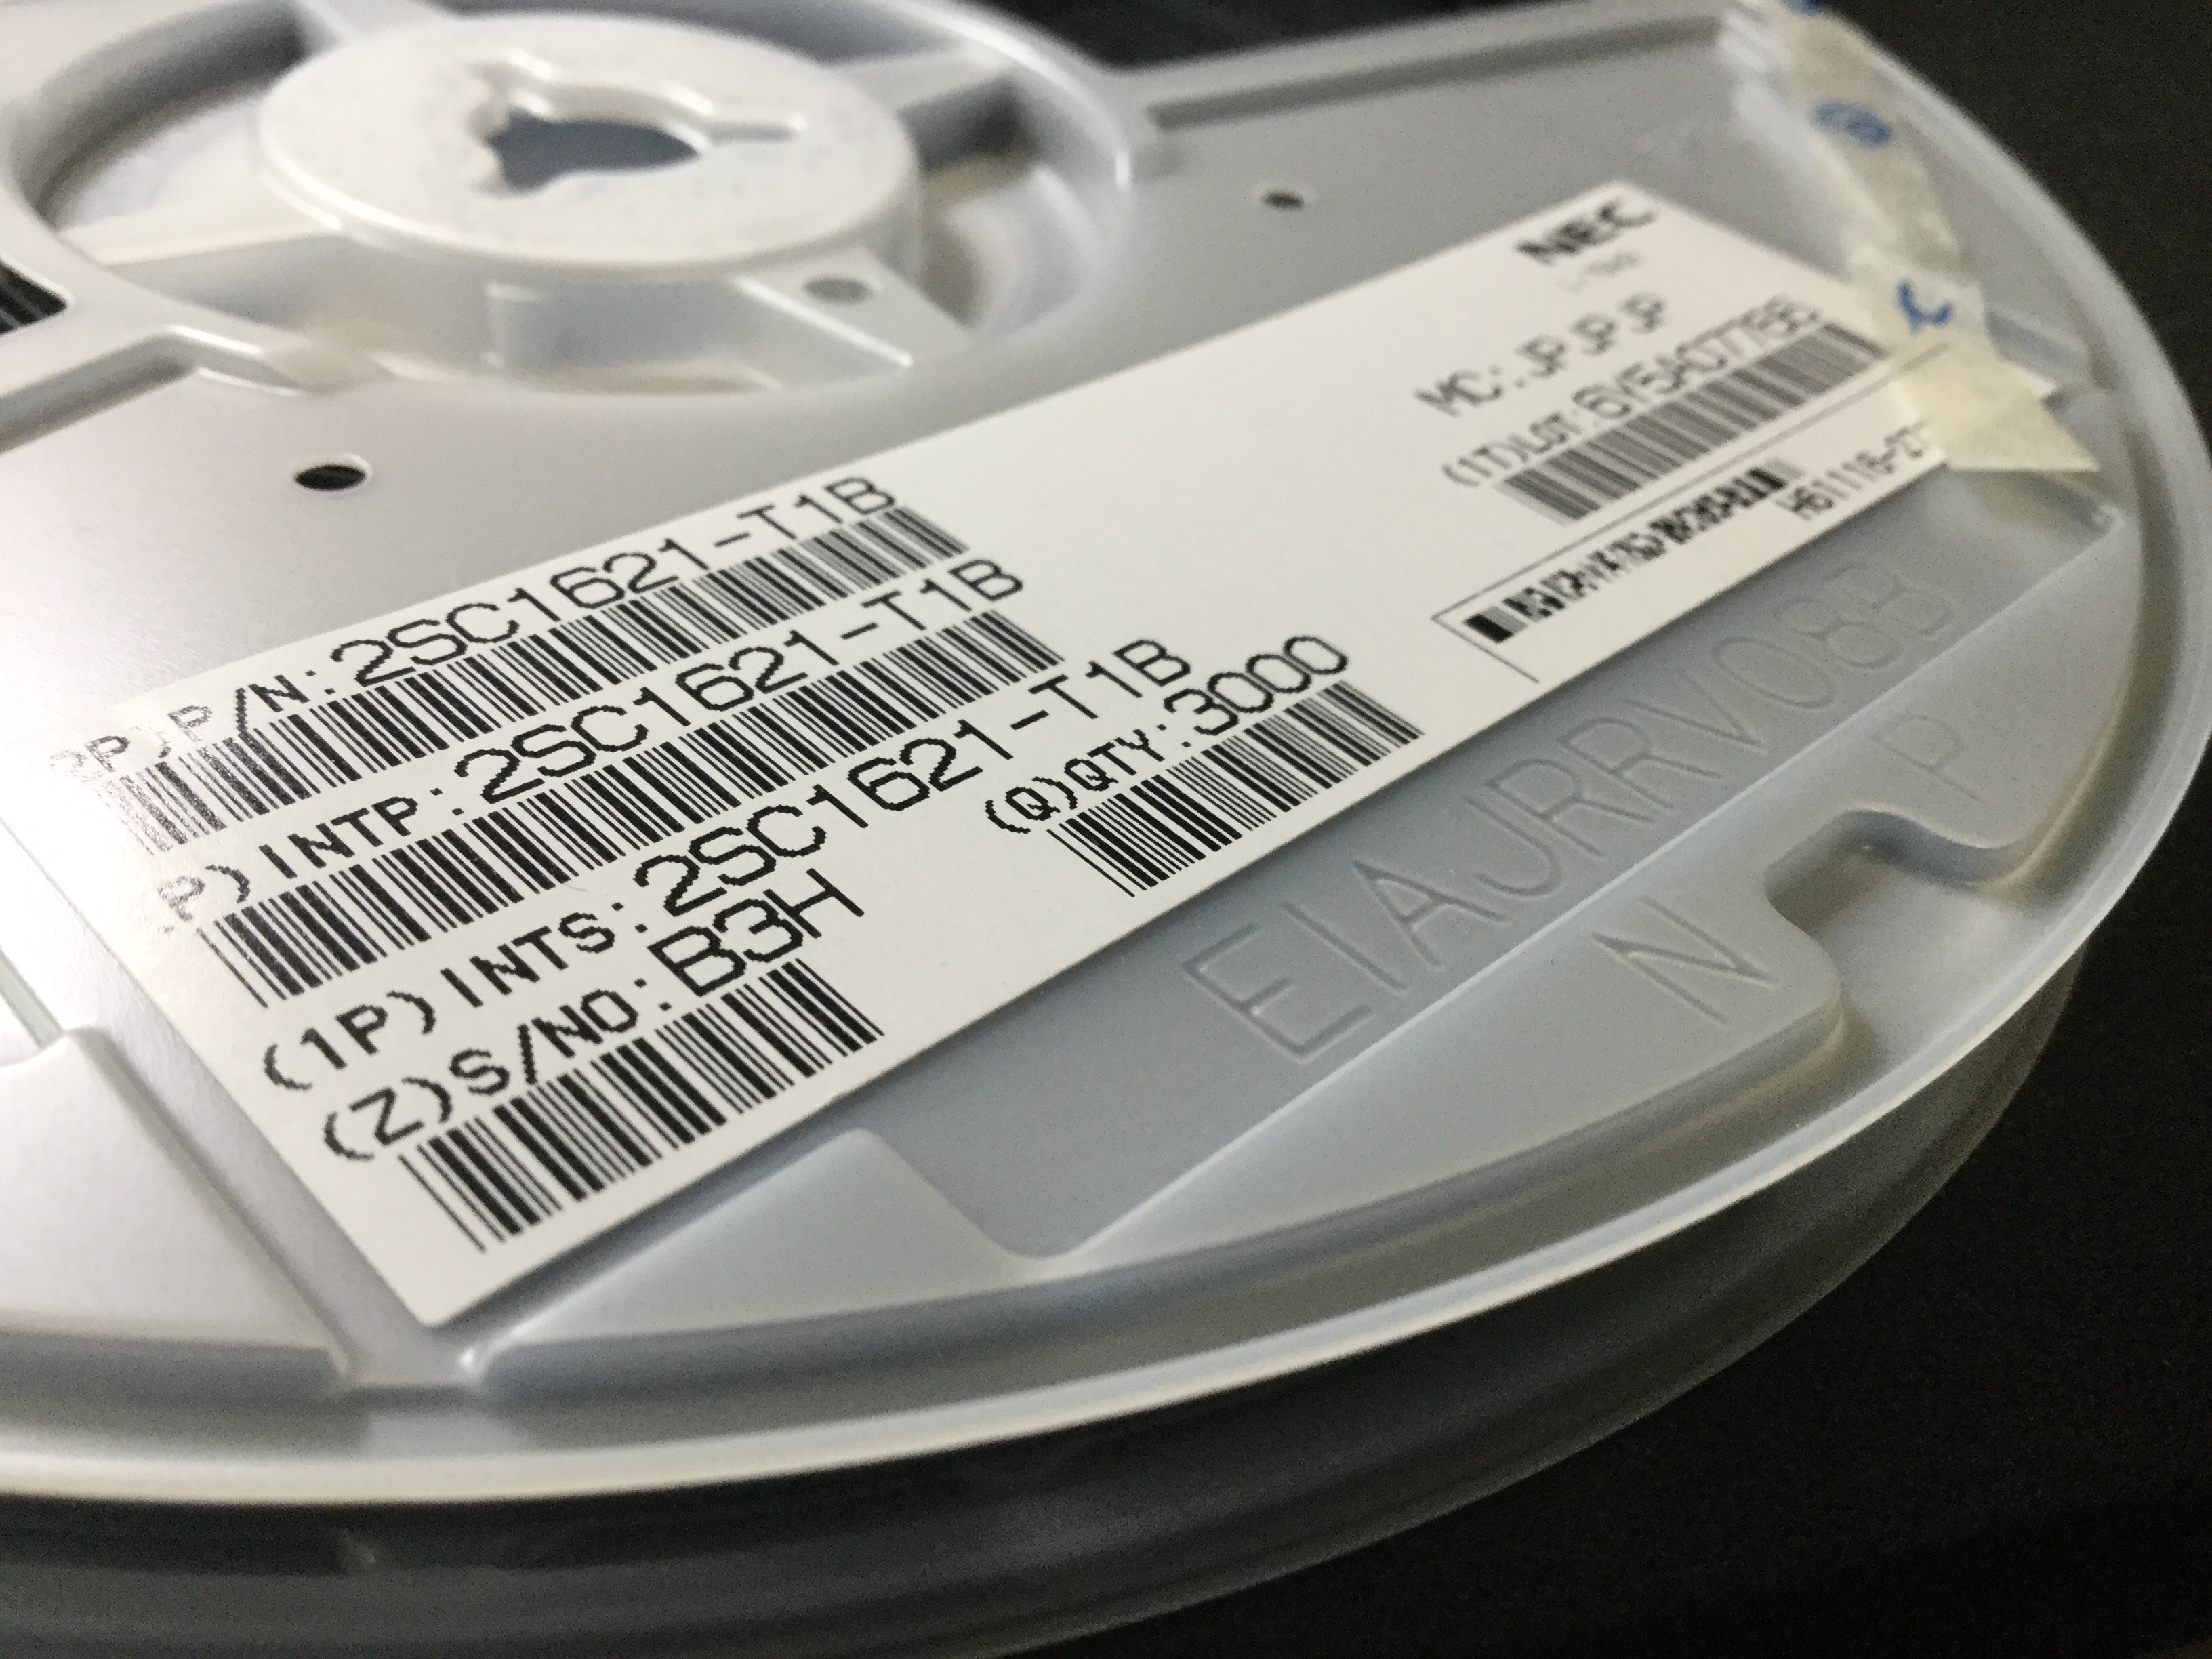 NEC
MC: JP JP JP
(1T)LOT:6Y5AC7786
P/N:2SC1621-T1B
P)INTP:2SC1621-T1B
(1P)INTS:2SC1621-T1B
(Q)QTY:3000
(Z)S/NO:B3H
EIAJRRV08B
N P